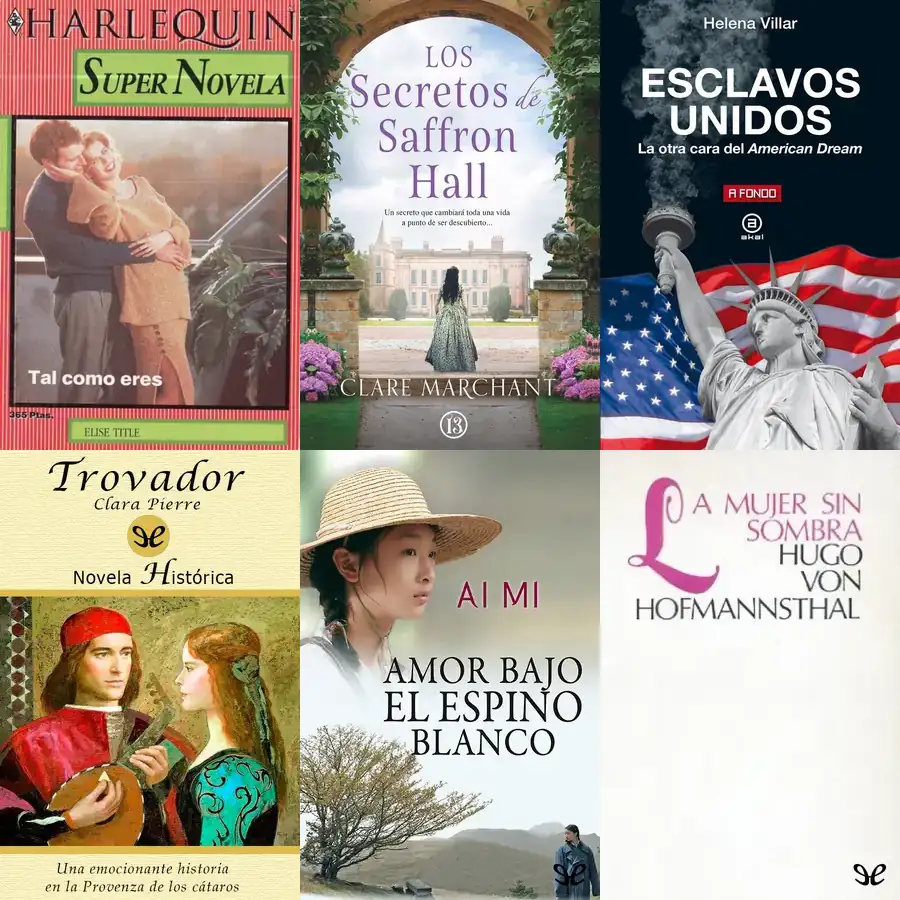 HARLEQUIN
SUPER NOVELA
Tal como eres
365 Ptas.
ELISE TITLE
LOS
Secretos de
Saffron
Hall
Un secreto que cambiará toda una vida
a punto de ser descubierto...
CLARE MARCHANT
13
Helena Villar
ESCLAVOS
UNIDOS
La otra cara del American Dream
A FONDO
a
akal
Trovador
Clara Pierre
Novela Histórica
Una emocionante historia
en la Provenza de los cátaros
AI MI
AMOR BAJO
EL ESPINO
BLANCO
LA MUJER SIN
SOMBRA
HUGO
VON
HOFMANNSTHAL